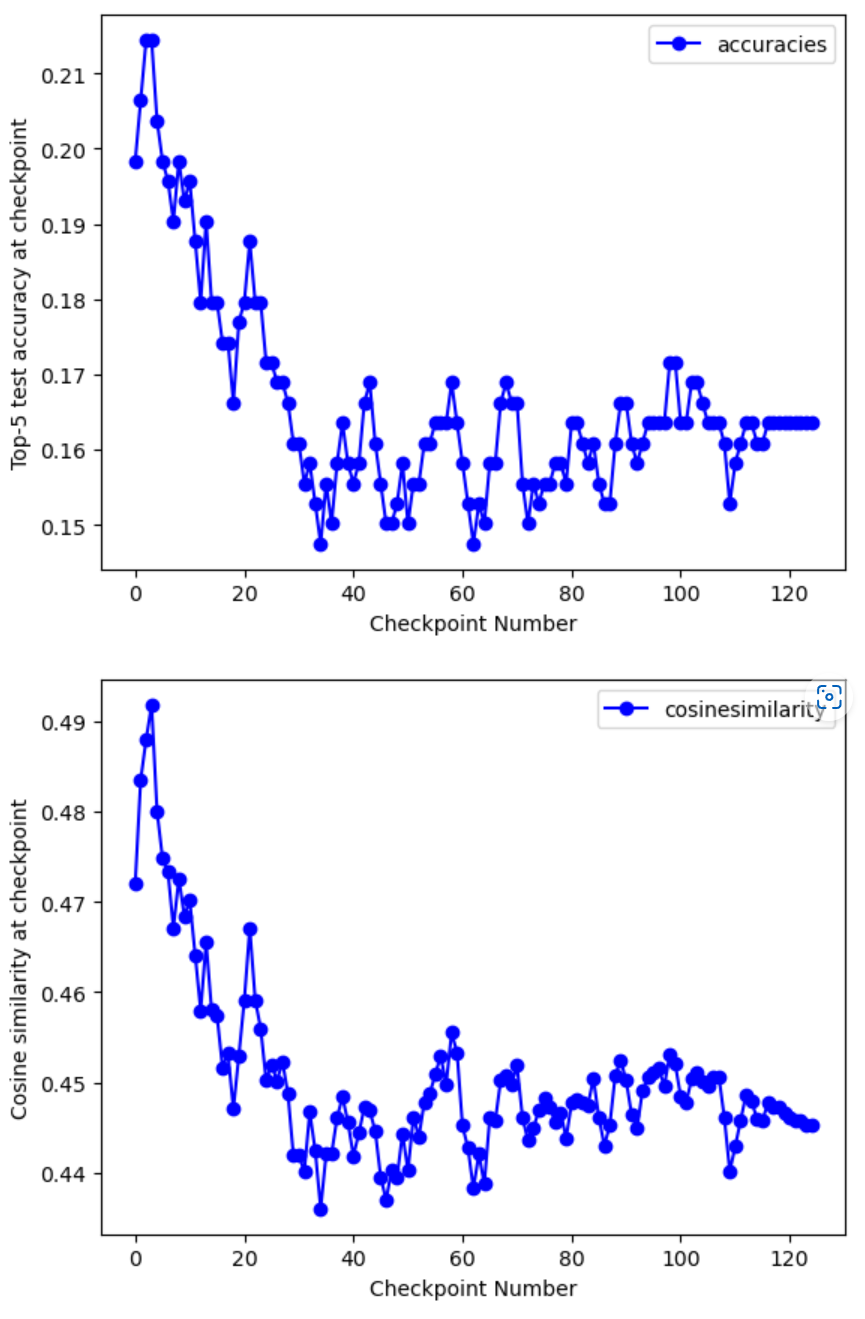 accuracies
0.21
0.20
0.19
0.18
0.17
0.16
0.15
Top-5 test accuracy at checkpoint
0 20 40 60 80 100 120
Checkpoint Number
cosinesimilarity
0.49
0.48
0.47
0.46
0.45
0.44
Cosine similarity at checkpoint
0 20 40 60 80 100 120
Checkpoint Number